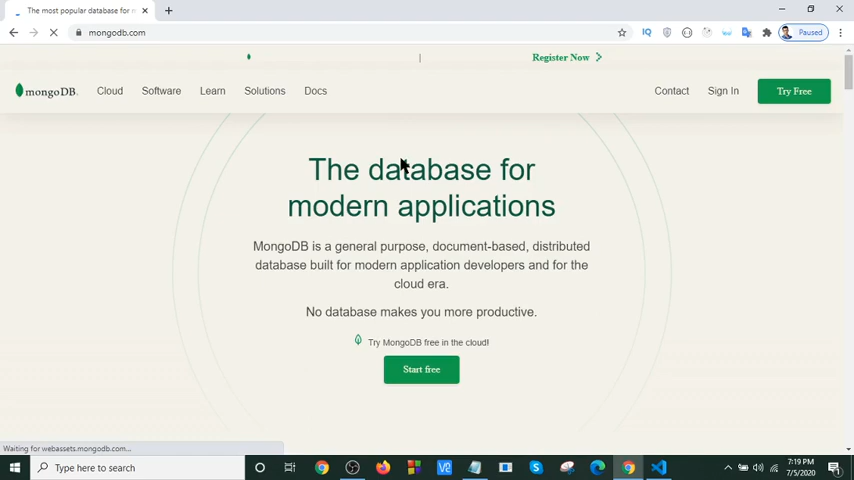 The most popular database for m
mongodb.com
Paused
Register Now
mongoDB.
Cloud
Software
Learn
Solutions
Docs
Contact
Sign In
Try Free
The database for
modern applications
MongoDB is a general purpose, document-based, distributed
database built for modern application developers and for the
cloud era.
No database makes you more productive.
Try MongoDB free in the cloud!
Start free
Waiting for webassets.mongodb.com...
Type here to search
7:19 PM
7/5/2020